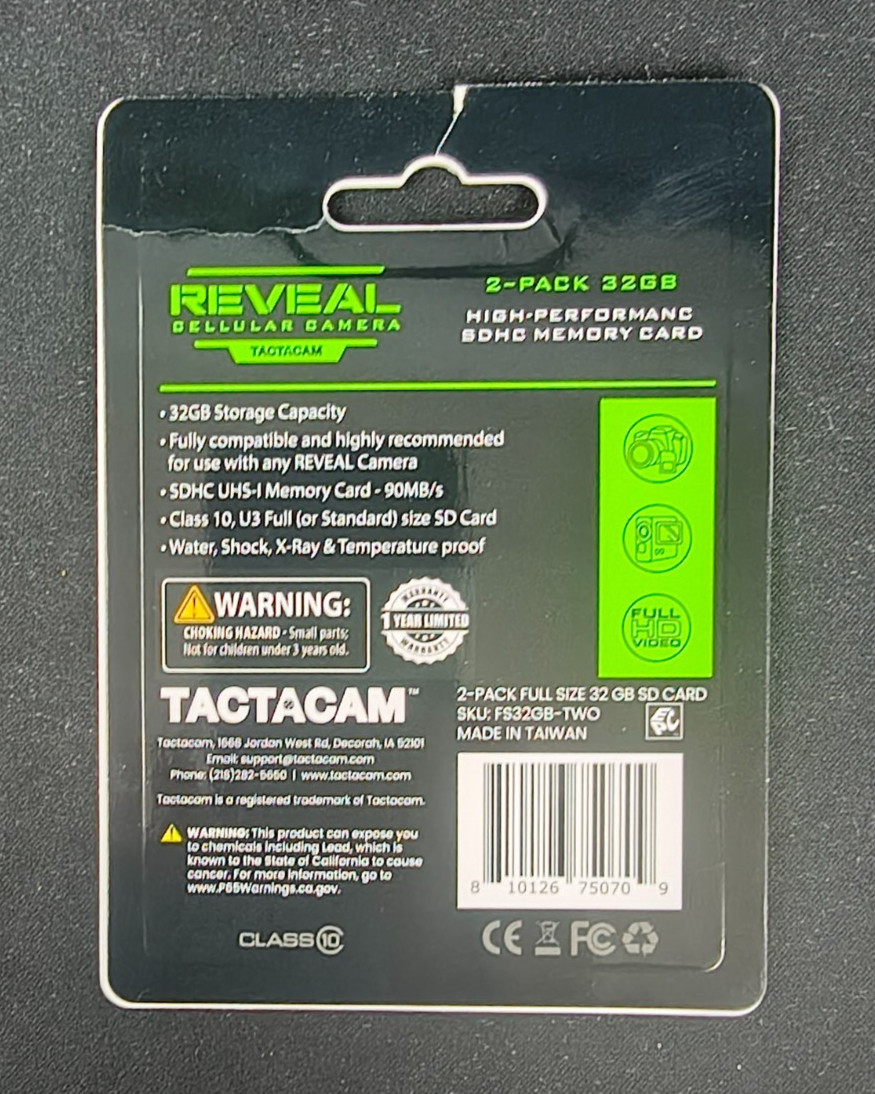 REVEAL
CELLULAR CAMERA
TACTACAM
2-PACK 32GB
HIGH-PERFORMANC
SDHC MEMORY CARD
• 32GB Storage Capacity
• Fully compatible and highly recommended
for use with any REVEAL Camera
• SDHC UHS-I Memory Card - 90MB/s
• Class 10, U3 Full (or Standard) size SD Card
• Water, Shock, X-Ray & Temperature proof
FULL
HD
VIDEO
WARNING:
CHOKING HAZARD - Small parts;
Not for children under 3 years old.
WARRANTY
1 YEAR LIMITED
WARRANTY
TACTACAM™
Tactacam, 1666 Jordan West Rd, Decorah, IA 52101
Email: support@tactacam.com
Phone: (218)282-5650 | www.tactacam.com
Tactacam is a registered trademark of Tactacam.
WARNING: This product can expose you
to chemicals including Lead, which is
known to the State of California to cause
cancer. For more information, go to
www.P65Warnings.ca.gov.
CLASS 10
2-PACK FULL SIZE 32 GB SD CARD
SKU: FS32GB-TWO
MADE IN TAIWAN
8 10126 75070 9
CE FC